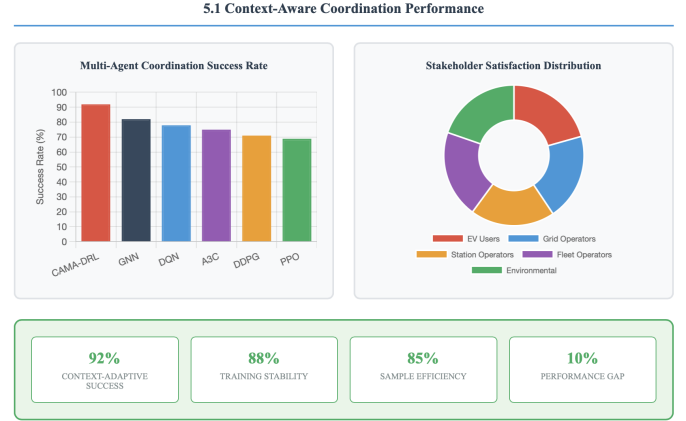 5.1 Context-Aware Coordination Performance
Multi-Agent Coordination Success Rate
Success Rate (%)
100
90
80
70
60
50
40
30
20
10
0
CAMA-DRL GNN DQN A3C DDPG PPO
Stakeholder Satisfaction Distribution
EV Users Grid Operators
Station Operators Fleet Operators
Environmental
92%
CONTEXT-ADAPTIVE
SUCCESS
88%
TRAINING STABILITY
85%
SAMPLE EFFICIENCY
10%
PERFORMANCE GAP